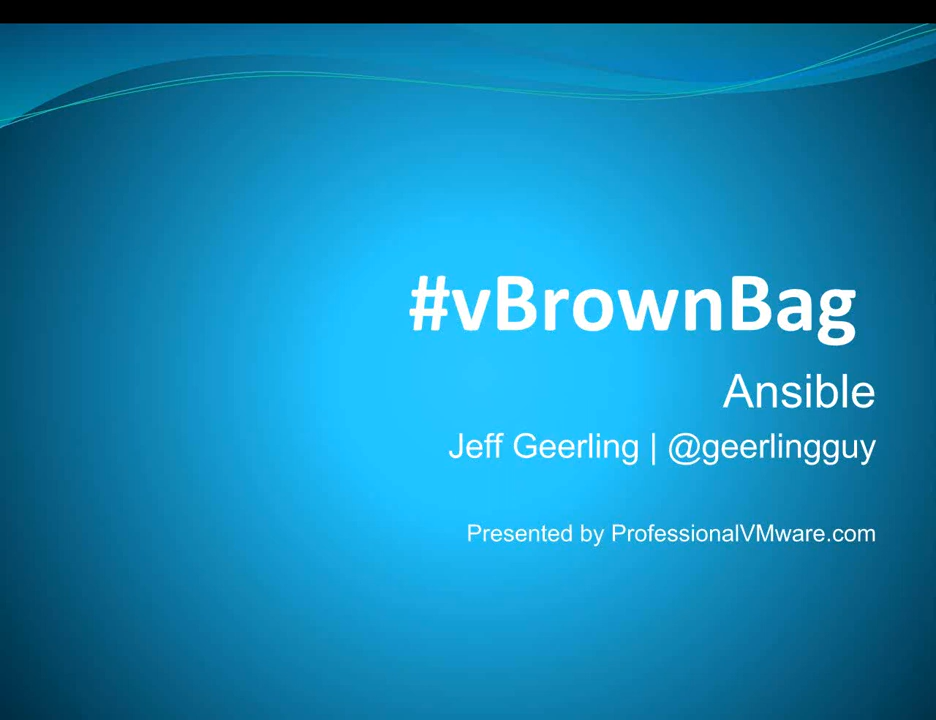 #vBrownBag
Ansible
Jeff Geerling | @geerlingguy
Presented by ProfessionalVMware.com